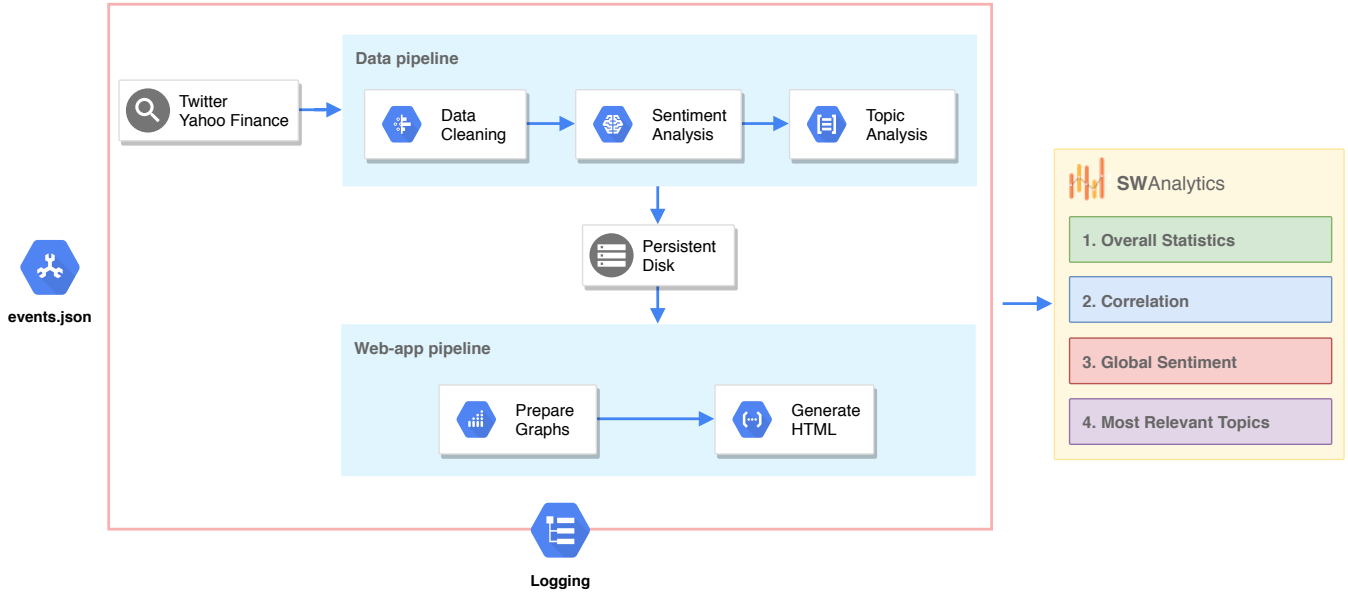 Data pipeline
Twitter
Yahoo Finance
Data
Cleaning
Sentiment
Analysis
Topic
Analysis
Persistent
Disk
events.json
Web-app pipeline
Prepare
Graphs
Generate
HTML
Logging
SWAnalytics
1. Overall Statistics
2. Correlation
3. Global Sentiment
4. Most Relevant Topics